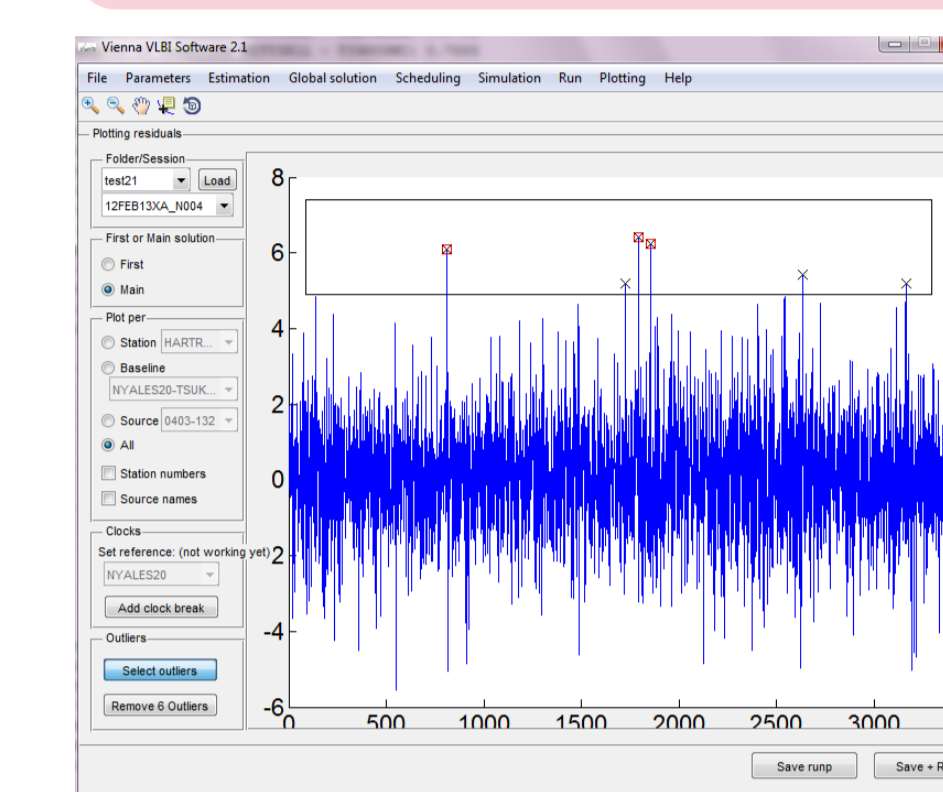 Vienna VLBI Software 2.1
File Parameters Estimation Global solution Scheduling Simulation Run Plotting Help
Plotting residuals
Folder/Session
test21 Load
12FEB13XA_N004
First or Main solution
First
Main
Plot per
Station HARTR...
Baseline
NYALES20-TSUK...
Source 0403-132
All
Station numbers
Source names
Clocks
Set reference: (not working yet)
NYALES20
Add clock break
Outliers
Select outliers
Remove 6 Outliers
8
6
4
2
0
2
-4
-6
0 500 1000 1500 2000 2500 3000
Save runp Save + R